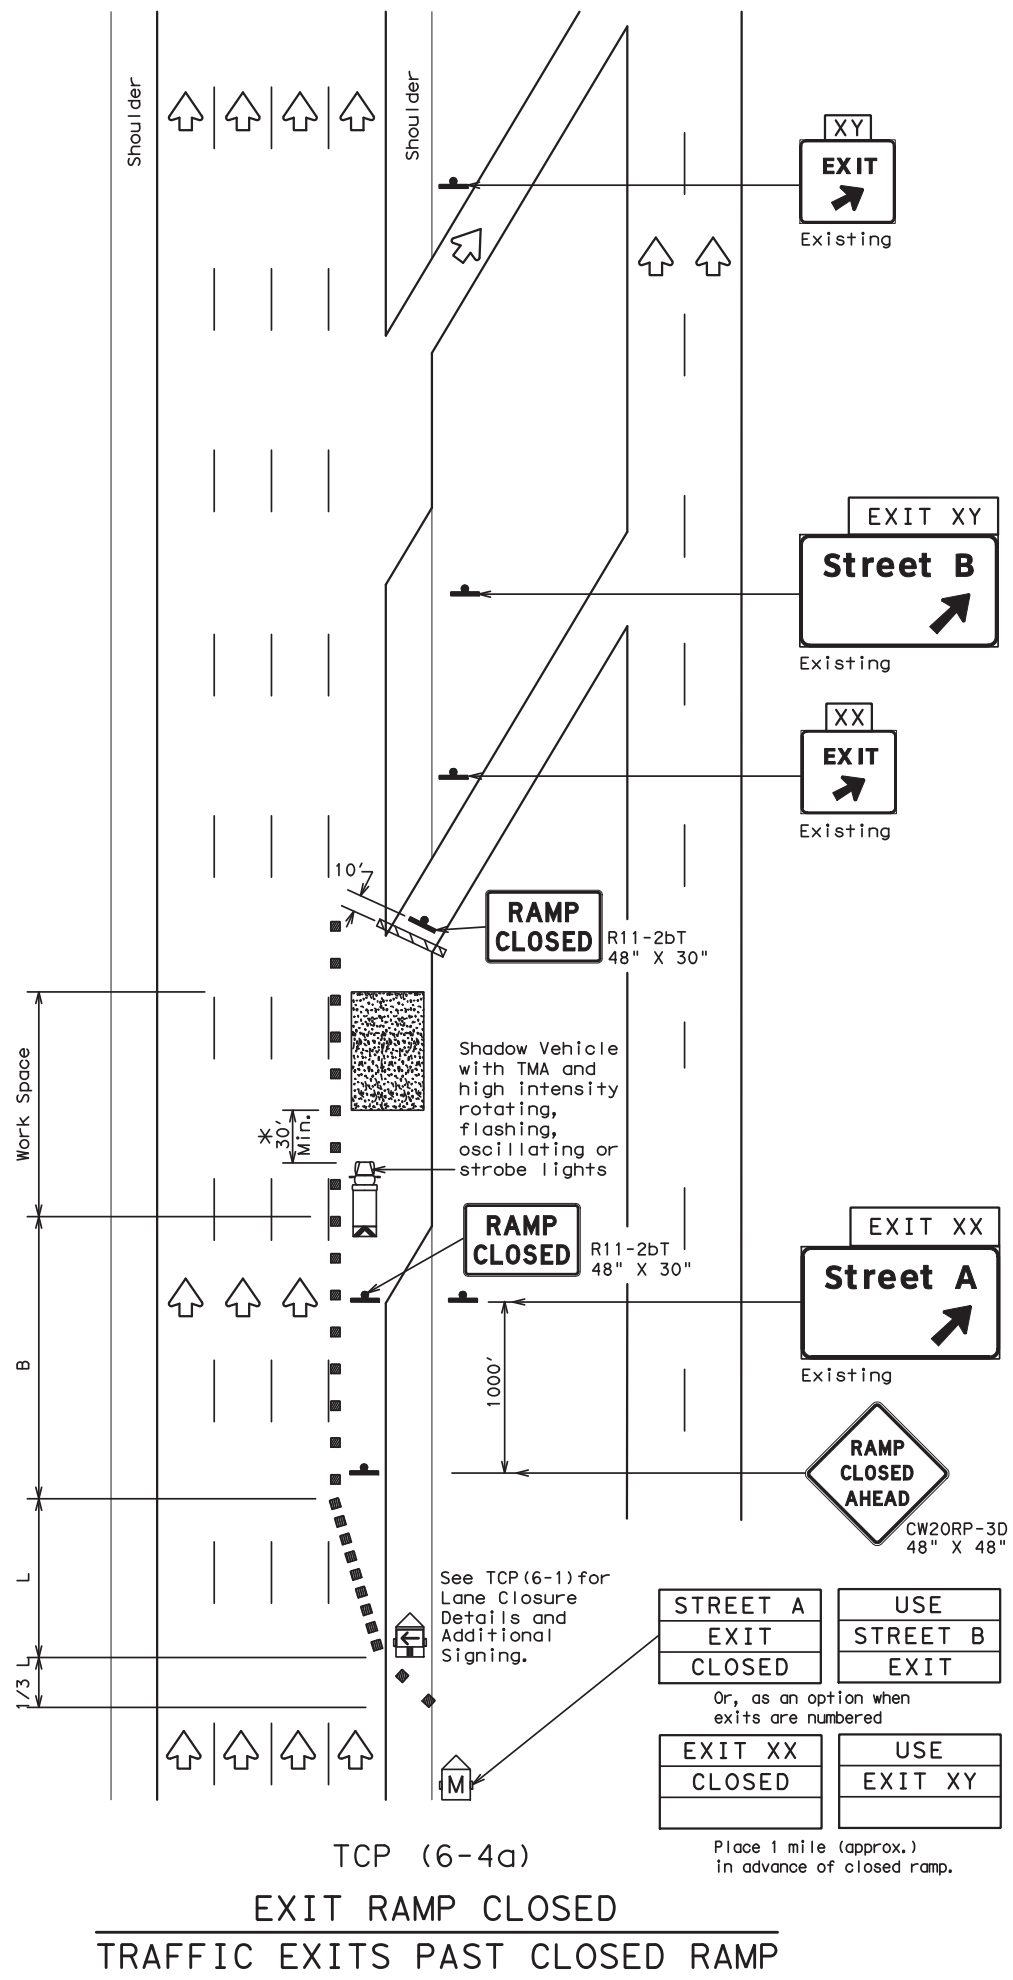 Shoulder
Shoulder
XY
EXIT
Existing
EXIT XY
Street B
Existing
XX
EXIT
Existing
10'
RAMP
CLOSED
R11-2bT
48" X 30"
Work Space
*
30'
Min.
Shadow Vehicle
with TMA and
high intensity
rotating,
flashing,
oscillating or
strobe lights
RAMP
CLOSED
R11-2bT
48" X 30"
EXIT XX
Street A
Existing
B
1000'
RAMP
CLOSED
AHEAD
CW20RP-3D
48" X 48"
L
1/3 L
See TCP(6-1)for
Lane Closure
Details and
Additional
Signing.
STREET A
EXIT
CLOSED
USE
STREET B
EXIT
Or, as an option when
exits are numbered
EXIT XX
CLOSED
USE
EXIT XY
M
Place 1 mile (approx.)
in advance of closed ramp.
TCP (6-4a)
EXIT RAMP CLOSED
TRAFFIC EXITS PAST CLOSED RAMP